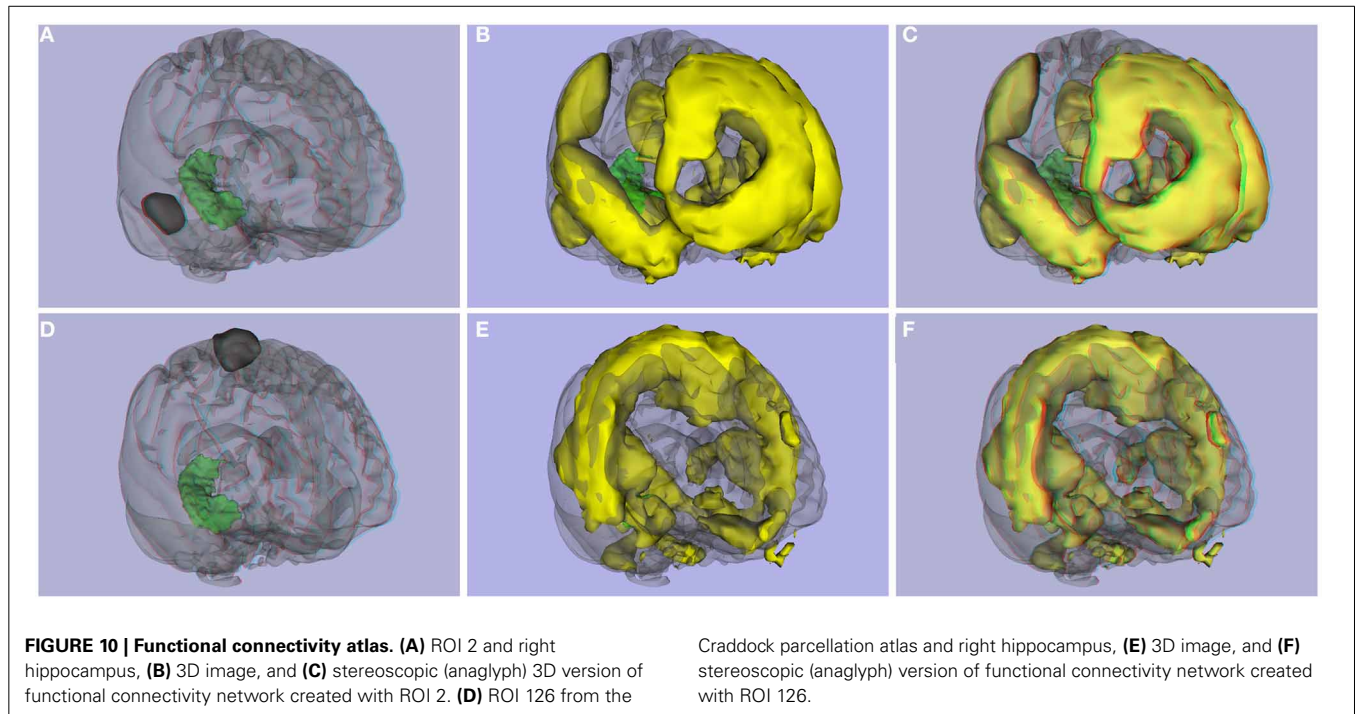 A
B
C
D
E
F
FIGURE 10 | Functional connectivity atlas. (A) ROI 2 and right
hippocampus, (B) 3D image, and (C) stereoscopic (anaglyph) 3D version of
functional connectivity network created with ROI 2. (D) ROI 126 from the
Craddock parcellation atlas and right hippocampus, (E) 3D image, and (F)
stereoscopic (anaglyph) version of functional connectivity network created
with ROI 126.